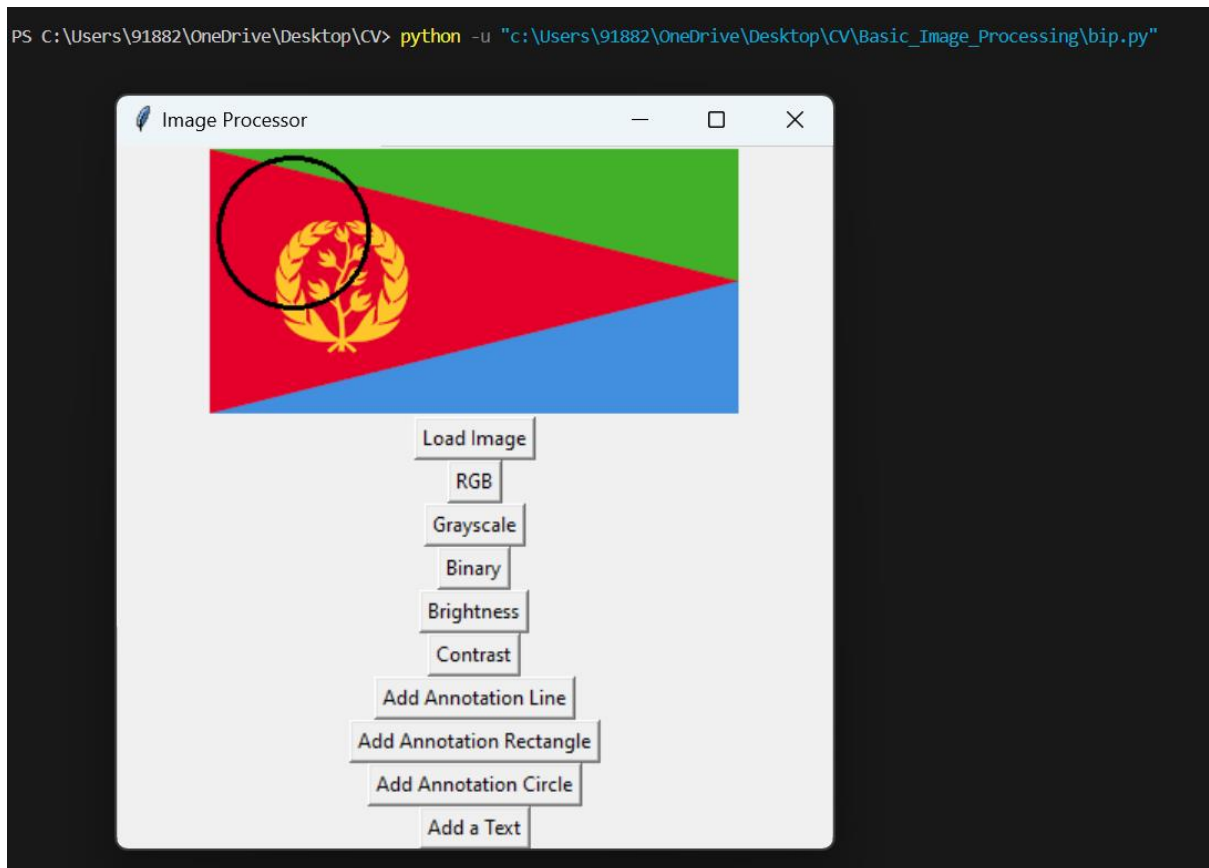 PS C:\Users\91882\OneDrive\Desktop\CV> python -u "c:\Users\91882\OneDrive\Desktop\CV\Basic_Image_Processing\bip.py"
Image Processor
Load Image
RGB
Grayscale
Binary
Brightness
Contrast
Add Annotation Line
Add Annotation Rectangle
Add Annotation Circle
Add a Text